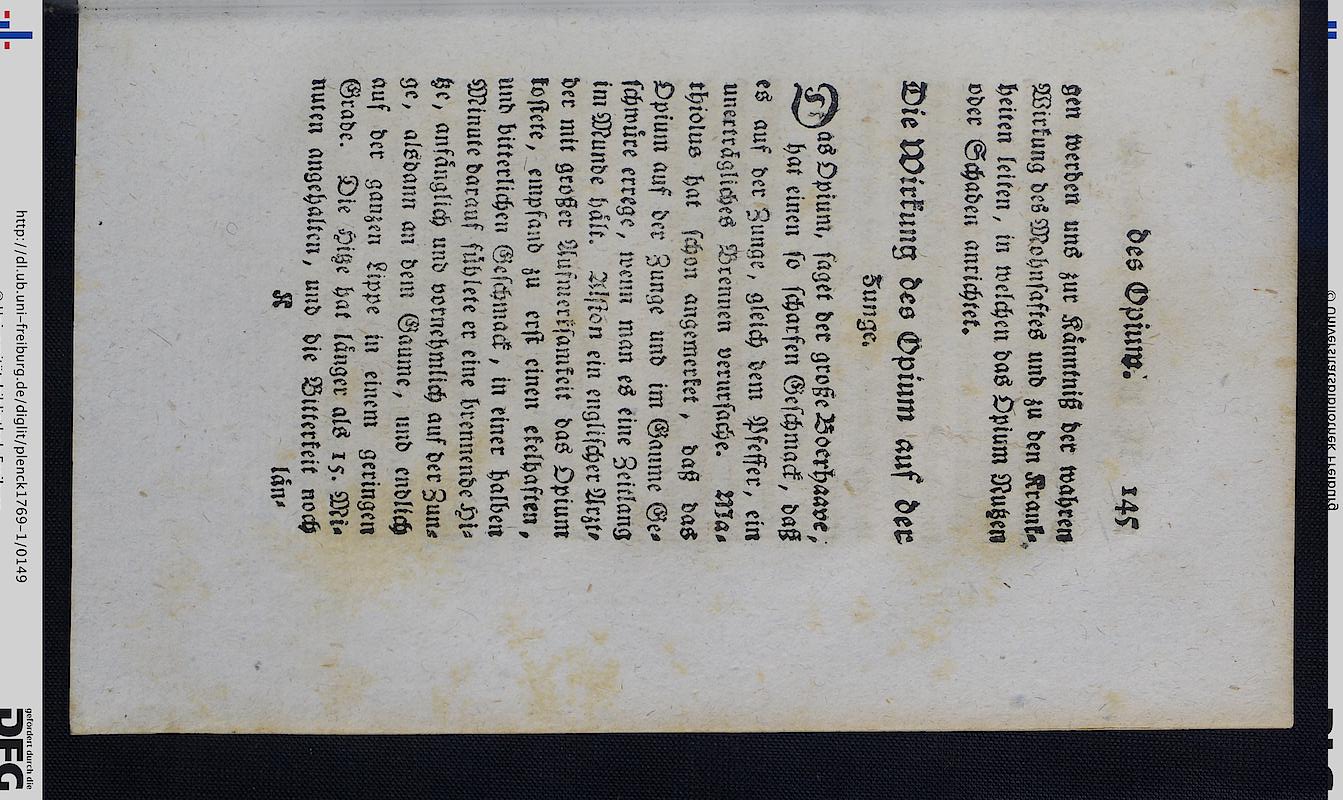 des Opium. 145
gen werden uns zur Känntniß der wahren
Wirkung des Mohnsaftes und zu den Krank-
heiten leiten, in welchen das Opium Nutzen
oder Schaden anrichtet.
Die Wirkung des Opium auf der
Zunge.
Das Opium, saget der große Boerhaave,
hat einen so scharfen Geschmack, daß
es auf der Zunge, gleich dem Pfeffer, ein
unerträgliches Brennen verursache. Ma-
thiolus hat schon angemerket, daß das
Opium auf der Zunge und im Gaume Ge-
schwüre errege, wenn man es eine Zeitlang
im Munde hält. Alston ein englischer Arzt,
der mit großer Aufmerksamkeit das Opium
kostete, empfand zu erst einen ekelhaften,
und bitterlichen Geschmack, in einer halben
Minute darauf fühlete er eine brennende Hi-
tze, anfänglich und vornehmlich auf der Zun-
ge, alsdann an dem Gaume, und endlich
auf der ganzen Lippe in einem geringen
Grade. Die Hitze hat länger als 15. Mi-
nuten angehalten, und die Bitterkeit noch
K län-
http://dl.ub.uni-freiburg.de/diglit/plenck1769-1/0149
gefördert durch die
DFG